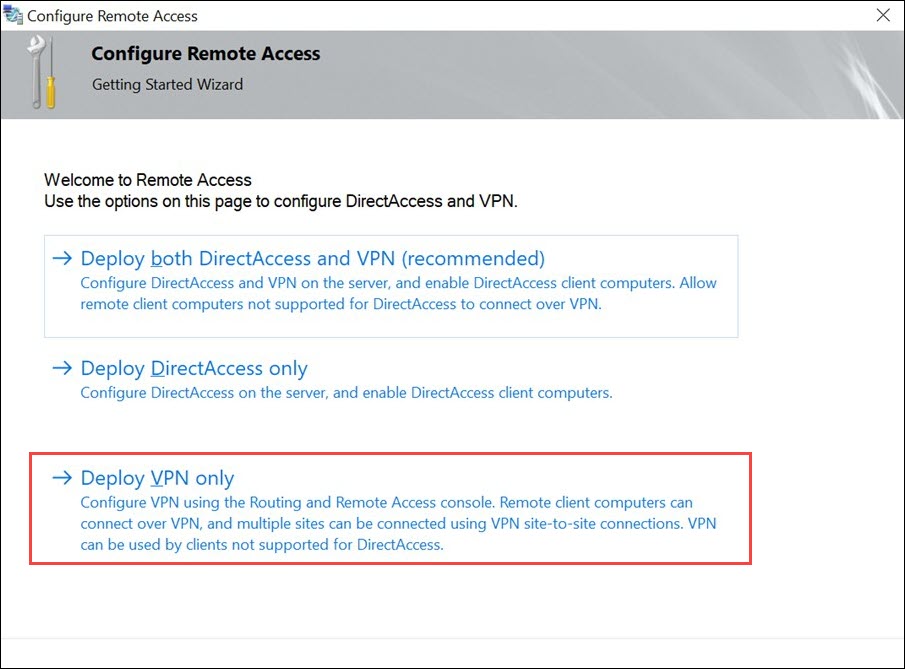 Configure Remote Access
Configure Remote Access
Getting Started Wizard
Welcome to Remote Access
Use the options on this page to configure DirectAccess and VPN.
Deploy both DirectAccess and VPN (recommended)
Configure DirectAccess and VPN on the server, and enable DirectAccess client computers. Allow
remote client computers not supported for DirectAccess to connect over VPN.
Deploy DirectAccess only
Configure DirectAccess on the server, and enable DirectAccess client computers.
Deploy VPN only
Configure VPN using the Routing and Remote Access console. Remote client computers can
connect over VPN, and multiple sites can be connected using VPN site-to-site connections. VPN
can be used by clients not supported for DirectAccess.